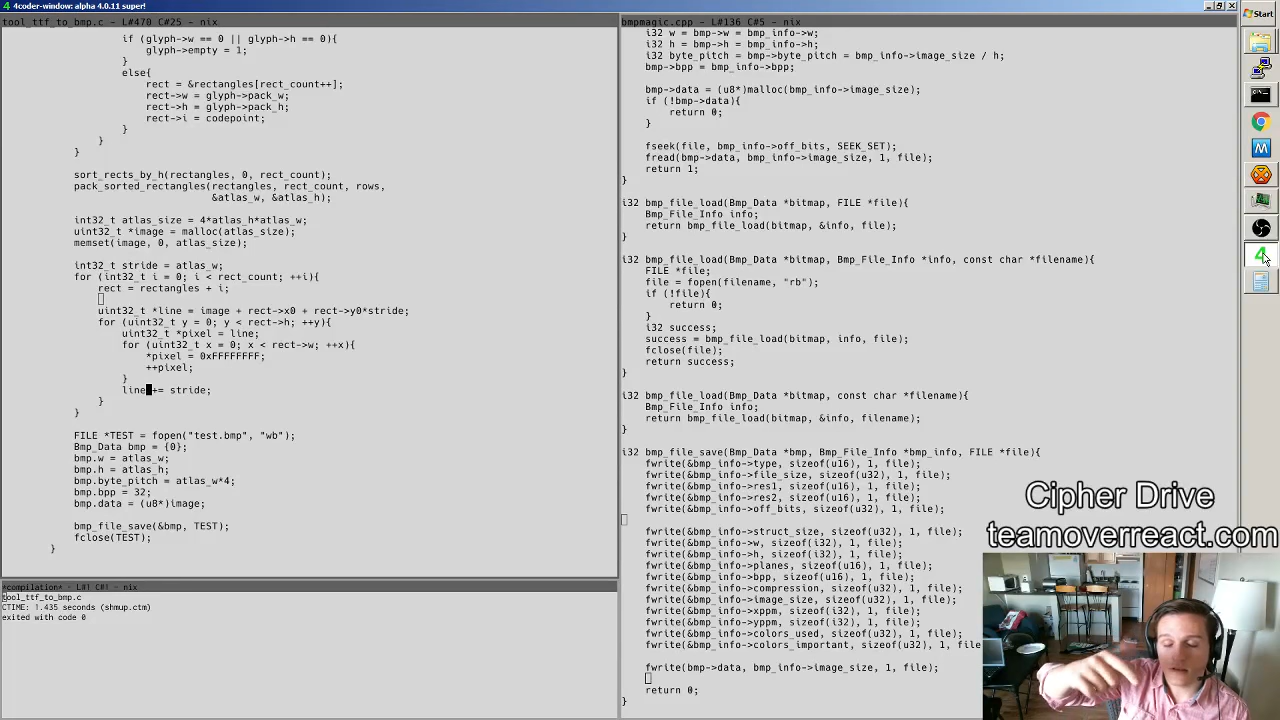 4coder-window: alpha 4.0.11 super!
tool_ttf_to_bmp.c - L#470 C#25 - nix
if (glyph->w == 0 || glyph->h == 0){
glyph->empty = 1;
}
else{
rect = &rectangles[rect_count++];
rect->w = glyph->pack_w;
rect->h = glyph->pack_h;
rect->i = codepoint;
}
}
}
sort_rects_by_h(rectangles, 0, rect_count);
pack_sorted_rectangles(rectangles, rect_count, rows,
&atlas_w, &atlas_h);
int32_t atlas_size = 4*atlas_h*atlas_w;
uint32_t *image = malloc(atlas_size);
memset(image, 0, atlas_size);
int32_t stride = atlas_w;
for (int32_t i = 0; i < rect_count; ++i){
rect = rectangles + i;
uint32_t *line = image + rect->x0 + rect->y0*stride;
for (uint32_t y = 0; y < rect->h; ++y){
uint32_t *pixel = line;
for (uint32_t x = 0; x < rect->w; ++x){
*pixel = 0xFFFFFFFF;
++pixel;
}
line += stride;
}
}
FILE *TEST = fopen("test.bmp", "wb");
Bmp_Data bmp = {0};
bmp.w = atlas_w;
bmp.h = atlas_h;
bmp.byte_pitch = atlas_w*4;
bmp.bpp = 32;
bmp.data = (u8*)image;
bmp_file_save(&bmp, TEST);
fclose(TEST);
}
*compilation* - L#1 C#1 - nix
tool_ttf_to_bmp.c
CTIME: 1.435 seconds (shmup.ctm)
exited with code 0
bmpmagic.cpp - L#136 C#5 - nix
i32 w = bmp->w = bmp_info->w;
i32 h = bmp->h = bmp_info->h;
i32 byte_pitch = bmp->byte_pitch = bmp_info->image_size / h;
bmp->bpp = bmp_info->bpp;
bmp->data = (u8*)malloc(bmp_info->image_size);
if (!bmp->data){
return 0;
}
fseek(file, bmp_info->off_bits, SEEK_SET);
fread(bmp->data, bmp_info->image_size, 1, file);
return 1;
}
i32 bmp_file_load(Bmp_Data *bitmap, FILE *file){
Bmp_File_Info info;
return bmp_file_load(bitmap, &info, file);
}
i32 bmp_file_load(Bmp_Data *bitmap, Bmp_File_Info *info, const char *filename){
FILE *file;
file = fopen(filename, "rb");
if (!file){
return 0;
}
i32 success;
success = bmp_file_load(bitmap, info, file);
fclose(file);
return success;
}
i32 bmp_file_load(Bmp_Data *bitmap, const char *filename){
Bmp_File_Info info;
return bmp_file_load(bitmap, &info, filename);
}
i32 bmp_file_save(Bmp_Data *bmp, Bmp_File_Info *bmp_info, FILE *file){
fwrite(&bmp_info->type, sizeof(u16), 1, file);
fwrite(&bmp_info->file_size, sizeof(u32), 1, file);
fwrite(&bmp_info->res1, sizeof(u16), 1, file);
fwrite(&bmp_info->res2, sizeof(u16), 1, file);
fwrite(&bmp_info->off_bits, sizeof(u32), 1, file);
fwrite(&bmp_info->struct_size, sizeof(u32), 1, file);
fwrite(&bmp_info->w, sizeof(i32), 1, file);
fwrite(&bmp_info->h, sizeof(i32), 1, file);
fwrite(&bmp_info->planes, sizeof(u16), 1, file);
fwrite(&bmp_info->bpp, sizeof(u16), 1, file);
fwrite(&bmp_info->compression, sizeof(u32), 1, file);
fwrite(&bmp_info->image_size, sizeof(u32), 1, file);
fwrite(&bmp_info->xppm, sizeof(i32), 1, file);
fwrite(&bmp_info->yppm, sizeof(i32), 1, file);
fwrite(&bmp_info->colors_used, sizeof(u32), 1, file);
fwrite(&bmp_info->colors_important, sizeof(u32), 1,
fwrite(bmp->data, bmp_info->image_size, 1, file);
return 0;
}
Cipher Drive
teamoverreact.com
Start
M
4